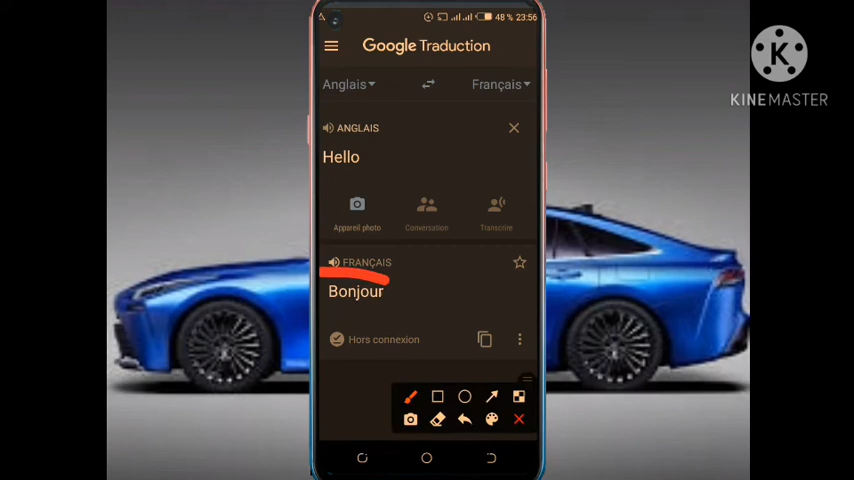 48 % 23:56
Google Traduction
Anglais Français
ANGLAIS
Hello
Appareil photo Conversation Transcrire
FRANÇAIS
Bonjour
Hors connexion
K
KINEMASTER